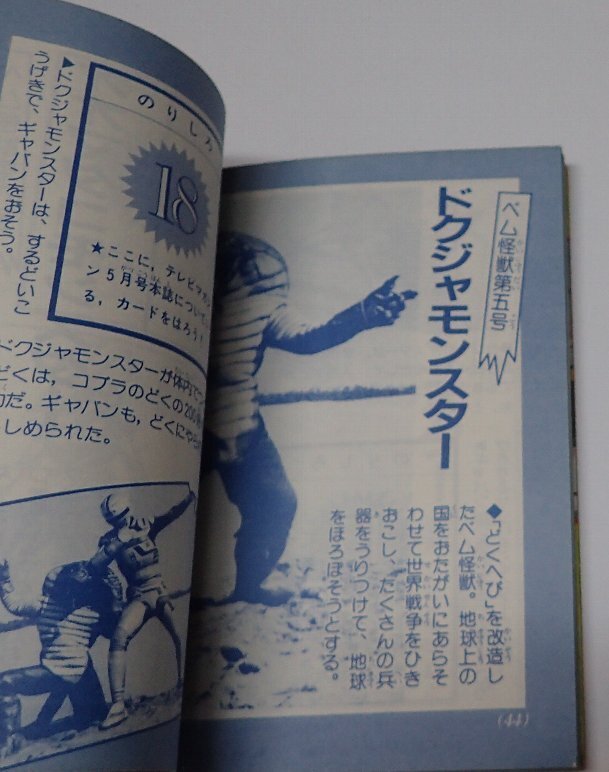 ベム怪獣第五号
ドクジャモンスター
◆「どくへび」を改造し
たベム怪獣。地球上の
国をおたがいにあらそ
わせて世界戦争をひき
おこし、たくさんの兵
器をうりつけて、地球
をほろぼそうとする。
(44)
▶ドクジャモンスターは、するどいこ
うげきで、ギャバンをおそう。
のりしろ
18
★ここに、テレビマガ
ン5月号本誌についてい
る，カードをはろう！
ドクジャモンスターが体内でつ
どくは，コブラのどくの200倍
力だ。ギャバンも，どくにやら
しめられた。